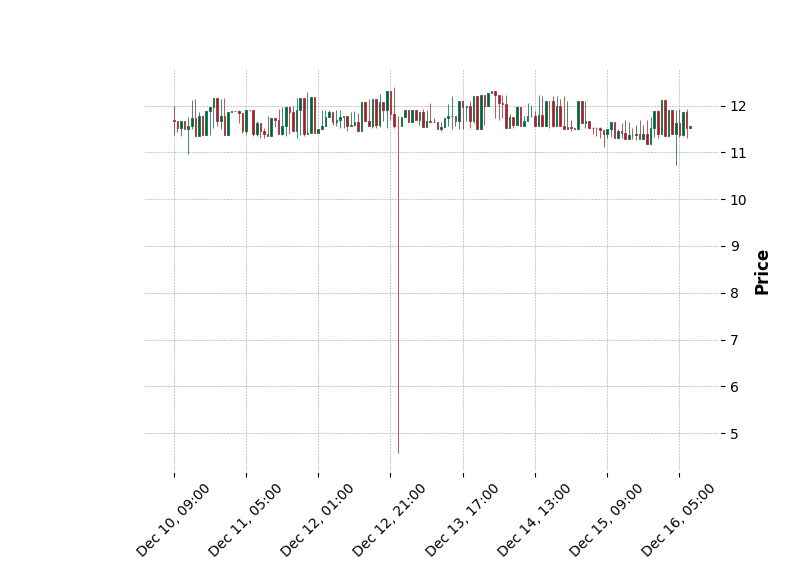 12
11
10
9
8
7
6
5
Price
Dec 10, 09:00
Dec 11, 05:00
Dec 12, 01:00
Dec 12, 21:00
Dec 13, 17:00
Dec 14, 13:00
Dec 15, 09:00
Dec 16, 05:00